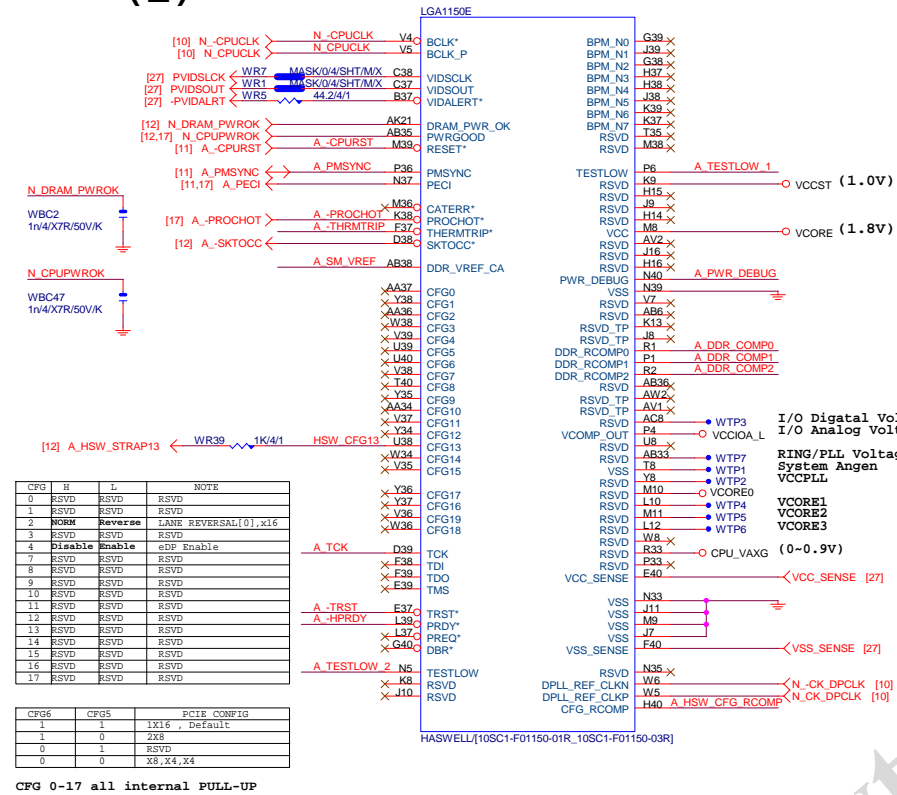 LGA1150E
[10] N_-CPUCLK N_-CPUCLK V4 BCLK*
[10] N_CPUCLK N_CPUCLK V5 BCLK_P
[27] PVIDSLCK WR7 MASK/0/4/SHT/M/X C38 VIDSCLK
[27] PVIDSOUT WR1 MASK/0/4/SHT/M/X C37 VIDSOUT
[27] -PVIDALRT WR5 44.2/4/1 B37 VIDALERT*
[12] N_DRAM_PWROK AK21 DRAM_PWR_OK
[12,17] N_CPUPWROK AB35 PWRGOOD
[11] A_-CPURST M39 RESET*
[11] A_PMSYNC A_PMSYNC P36 PMSYNC
[11,17] A_PECI N37 PECI
M36 CATERR*
[17] A_-PROCHOT A_-PROCHOT K38 PROCHOT*
A_-THRMTRIP F37 THERMTRIP*
[12] A_-SKTOCC D38 SKTOCC*
A_SM_VREF AB38 DDR_VREF_CA
N_DRAM_PWROK
WBC2
1n/4/X7R/50V/K
N_CPUPWROK
WBC47
1n/4/X7R/50V/K
AA37 CFG0
Y38 CFG1
AA36 CFG2
W38 CFG3
V39 CFG4
U39 CFG5
U40 CFG6
V38 CFG7
T40 CFG8
Y35 CFG9
AA34 CFG10
V37 CFG11
Y34 CFG12
[12] A_HSW_STRAP13 WR39 1K/4/1 HSW_CFG13 U38 CFG13
W34 CFG14
V35 CFG15
Y36 CFG17
Y37 CFG16
V36 CFG19
W36 CFG18
A_TCK D39 TCK
F38 TDI
F39 TDO
E39 TMS
A_-TRST E37 TRST*
A_-HPRDY L39 PRDY*
L37 PREQ*
G40 DBR*
A_TESTLOW_2 N5 TESTLOW
K8 RSVD
J10 RSVD
BPM_N0 G39
BPM_N1 J39
BPM_N2 G38
BPM_N3 H37
BPM_N4 H38
BPM_N5 J38
BPM_N6 K39
BPM_N7 K37
RSVD T35
RSVD M38
TESTLOW P6 A_TESTLOW_1
RSVD K9 VCCST (1.0V)
RSVD H15
RSVD J9
RSVD H14
VCC M8 VCORE (1.8V)
RSVD AV2
RSVD J16
RSVD H16
PWR_DEBUG N40 A_PWR_DEBUG
VSS N39
RSVD V7
RSVD AB6
RSVD_TP K13
RSVD_TP J8
DDR_RCOMP0 R1 A_DDR_COMP0
DDR_RCOMP1 P1 A_DDR_COMP1
DDR_RCOMP2 R2 A_DDR_COMP2
RSVD AB36
RSVD_TP AW2
RSVD_TP AV1
RSVD AC8 WTP3 I/O Digatal Vol
VCOMP_OUT P4 VCCIOA_L I/O Analog Volt
RSVD U8
RSVD AB33 WTP7 RING/PLL Voltag
VSS T8 WTP1 System Angen
RSVD Y8 WTP2 VCCPLL
RSVD M10 VCORE0
RSVD L10 WTP4 VCORE1
RSVD M11 WTP5 VCORE2
RSVD L12 WTP6 VCORE3
RSVD W8
RSVD R33 CPU_VAXG (0~0.9V)
RSVD P33
VCC_SENSE E40 VCC_SENSE [27]
VSS N33
VSS J11
VSS M9
VSS J7
VSS_SENSE F40 VSS_SENSE [27]
RSVD N35
DPLL_REF_CLKN W6 N_-CK_DPCLK [10]
DPLL_REF_CLKP W5 N_CK_DPCLK [10]
CFG_RCOMP H40 A_HSW_CFG_RCOMP
HASWELL/[10SC1-F01150-01R_10SC1-F01150-03R]
CFG H L NOTE
0 RSVD RSVD RSVD
1 RSVD RSVD RSVD
2 NORM Reverse LANE REVERSAL[0],x16
3 RSVD RSVD RSVD
4 Disable Enable eDP Enable
7 RSVD RSVD RSVD
8 RSVD RSVD RSVD
9 RSVD RSVD RSVD
10 RSVD RSVD RSVD
11 RSVD RSVD RSVD
12 RSVD RSVD RSVD
13 RSVD RSVD RSVD
14 RSVD RSVD RSVD
15 RSVD RSVD RSVD
16 RSVD RSVD RSVD
17 RSVD RSVD RSVD
CFG6 CFG5 PCIE CONFIG
1 1 1X16 , Default
1 0 2X8
0 1 RSVD
0 0 X8,X4,X4
CFG 0-17 all internal PULL-UP